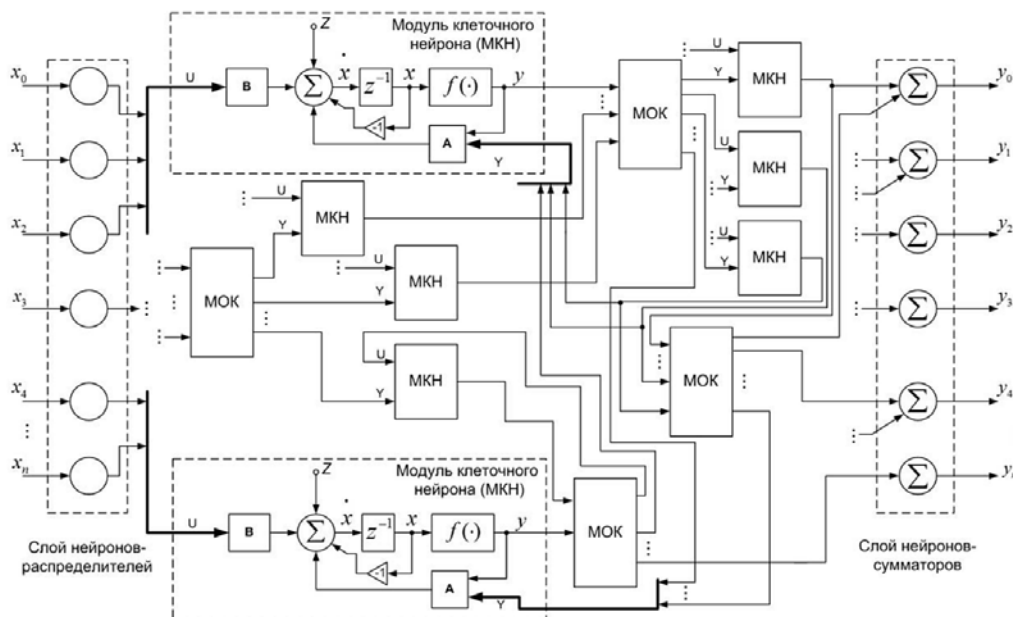 Модуль клеточного
нейрона (МКН)
Z
x₀
U
B
Σ
ẋ
z⁻¹
x
f(·)
y
-1
A
Y
x₁
x₂
x₃
x₄
xₙ
МОК
U
Y
МКН
U
Y
МКН
U
Y
МКН
МОК
U
Y
МКН
U
Y
МКН
U
Y
МКН
МОК
Σ
y₀
Σ
y₁
Σ
y₂
Σ
y₃
Σ
y₄
Σ
Модуль клеточного
нейрона (МКН)
Z
U
B
Σ
ẋ
z⁻¹
x
f(·)
y
-1
A
Y
МОК
Слой нейронов-
распределителей
Слой нейронов-
сумматоров